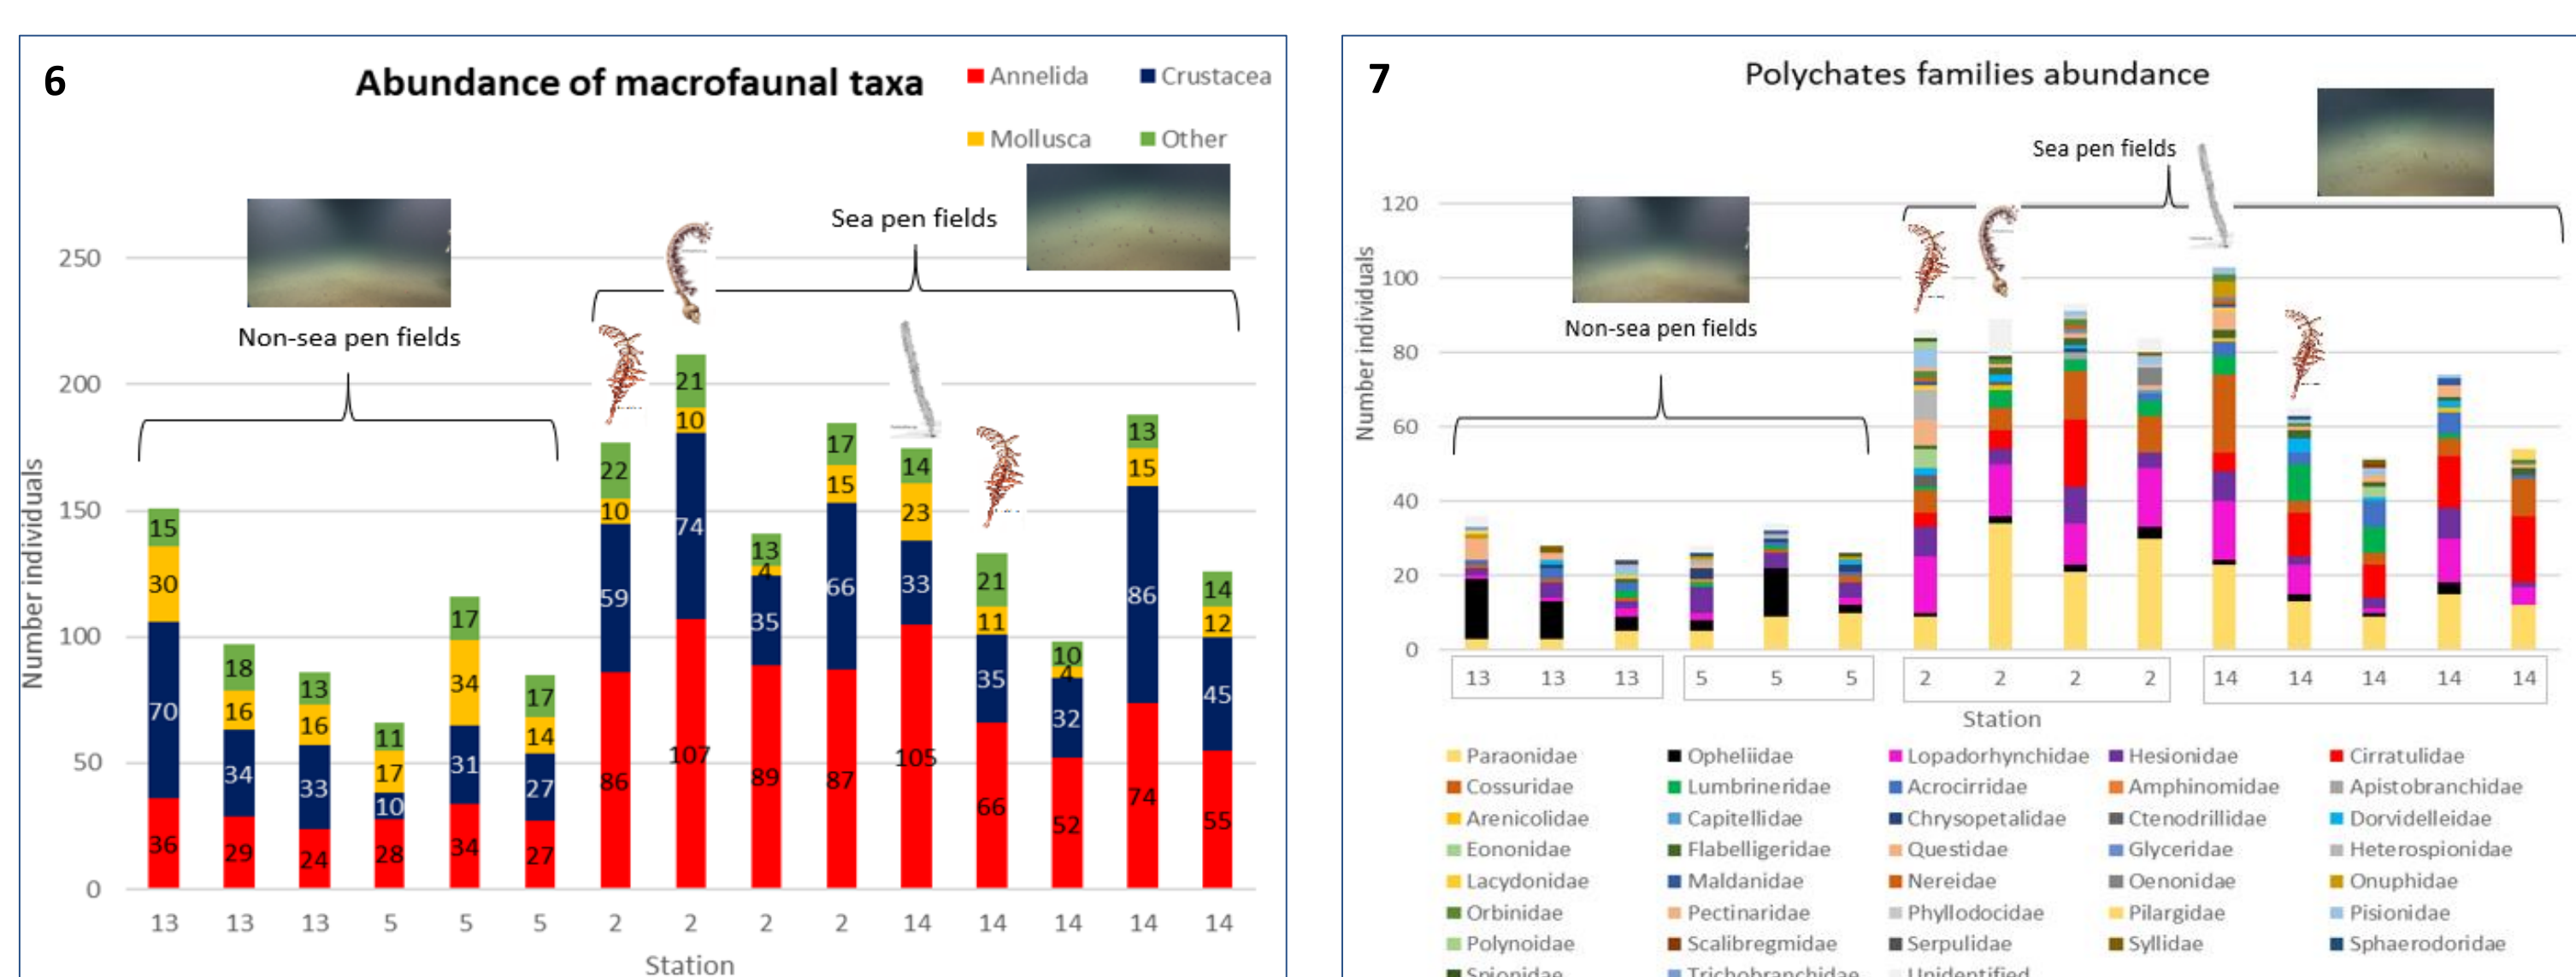 6
Abundance of macrofaunal taxa
Annelida Crustacea
Mollusca Other
Sea pen fields
Non-sea pen fields
Number individuals
250
200
150
100
50
0
15 30 70 36
18 16 34 29
13 16 33 24
11 17 10 28
17 34 31 34
17 14 27 27
22 10 59 86
21 10 74 107
13 4 35 89
17 15 66 87
14 23 33 105
21 11 35 66
10 4 32 52
13 15 86 74
14 12 45 55
13 13 13 5 5 5 2 2 2 2 14 14 14 14 14
Station
7
Polychates families abundance
Sea pen fields
Non-sea pen fields
Number individuals
120
100
80
60
40
20
0
13 13 13 5 5 5 2 2 2 2 14 14 14 14 14
Station
Paraonidae Opheliidae Lopadorhynchidae Hesionidae Cirratulidae
Cossuridae Lumbrineridae Acrocirridae Amphinomidae Apistobranchidae
Arenicolidae Capitellidae Chrysopetalidae Ctenodrillidae Dorvidelleidae
Eononidae Flabelligeridae Questidae Glyceridae Heterospionidae
Lacydonidae Maldanidae Nereidae Oenonidae Onuphidae
Orbinidae Pectinaridae Phyllodocidae Pilargidae Pisionidae
Polynoidae Scalibregmidae Serpulidae Syllidae Sphaerodoridae
Spionidae Trichobranchidae Unidentified